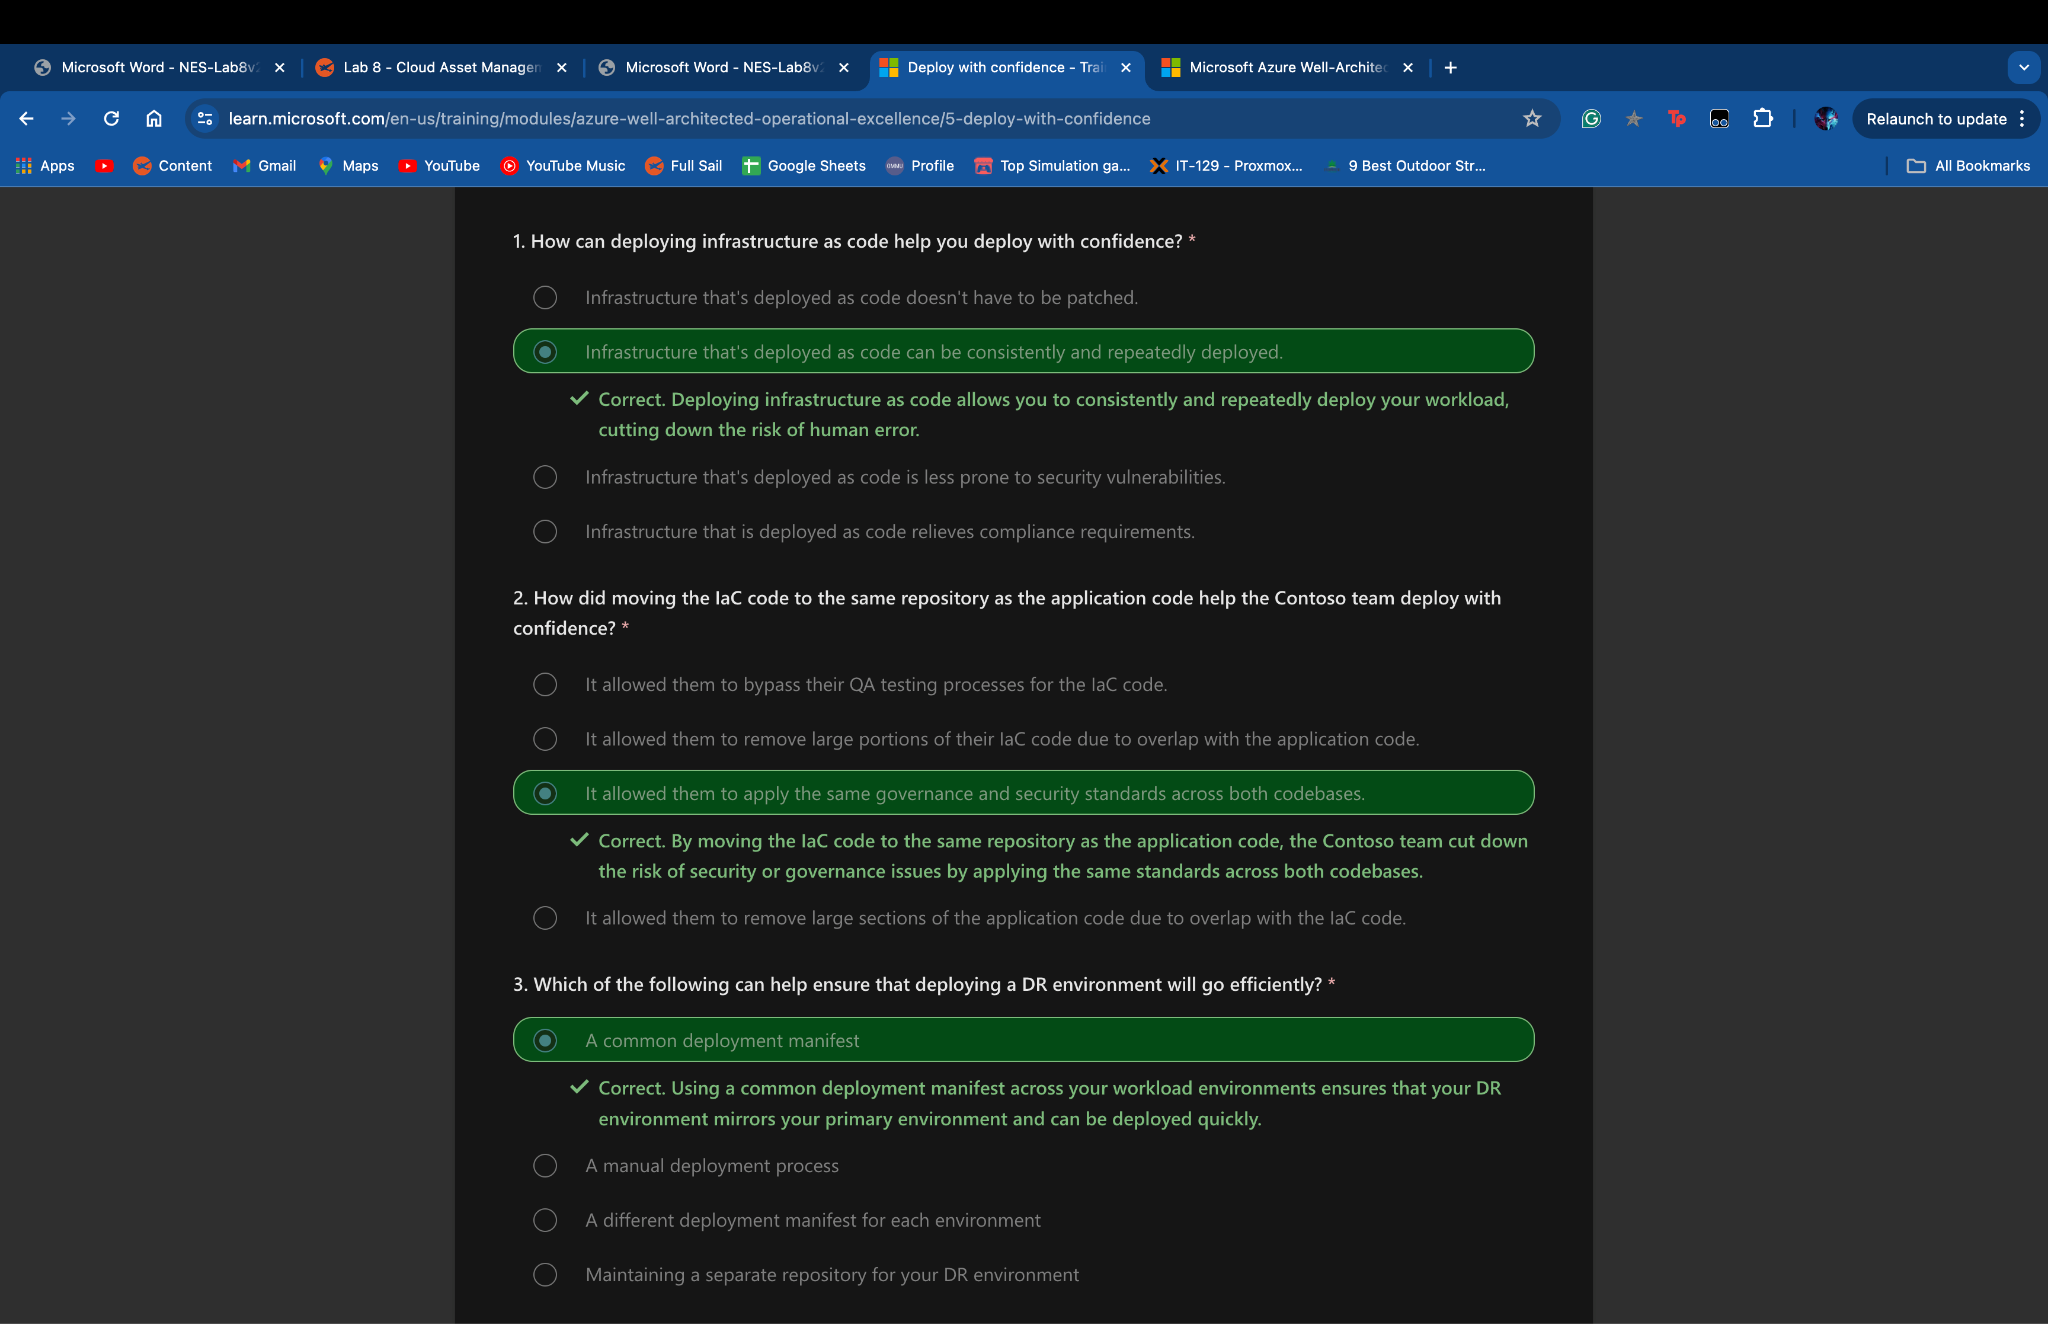 Microsoft Word - NES-Lab8v2
Lab 8 - Cloud Asset Managem
Microsoft Word - NES-Lab8v2
Deploy with confidence - Trai
Microsoft Azure Well-Architec
learn.microsoft.com/en-us/training/modules/azure-well-architected-operational-excellence/5-deploy-with-confidence
Tp
Relaunch to update
Apps
Content
Gmail
Maps
YouTube
YouTube Music
Full Sail
Google Sheets
Profile
Top Simulation ga...
IT-129 - Proxmox...
9 Best Outdoor Str...
All Bookmarks
1. How can deploying infrastructure as code help you deploy with confidence? *
Infrastructure that's deployed as code doesn't have to be patched.
Infrastructure that's deployed as code can be consistently and repeatedly deployed.
Correct. Deploying infrastructure as code allows you to consistently and repeatedly deploy your workload,
cutting down the risk of human error.
Infrastructure that's deployed as code is less prone to security vulnerabilities.
Infrastructure that is deployed as code relieves compliance requirements.
2. How did moving the IaC code to the same repository as the application code help the Contoso team deploy with
confidence? *
It allowed them to bypass their QA testing processes for the IaC code.
It allowed them to remove large portions of their IaC code due to overlap with the application code.
It allowed them to apply the same governance and security standards across both codebases.
Correct. By moving the IaC code to the same repository as the application code, the Contoso team cut down
the risk of security or governance issues by applying the same standards across both codebases.
It allowed them to remove large sections of the application code due to overlap with the IaC code.
3. Which of the following can help ensure that deploying a DR environment will go efficiently? *
A common deployment manifest
Correct. Using a common deployment manifest across your workload environments ensures that your DR
environment mirrors your primary environment and can be deployed quickly.
A manual deployment process
A different deployment manifest for each environment
Maintaining a separate repository for your DR environment